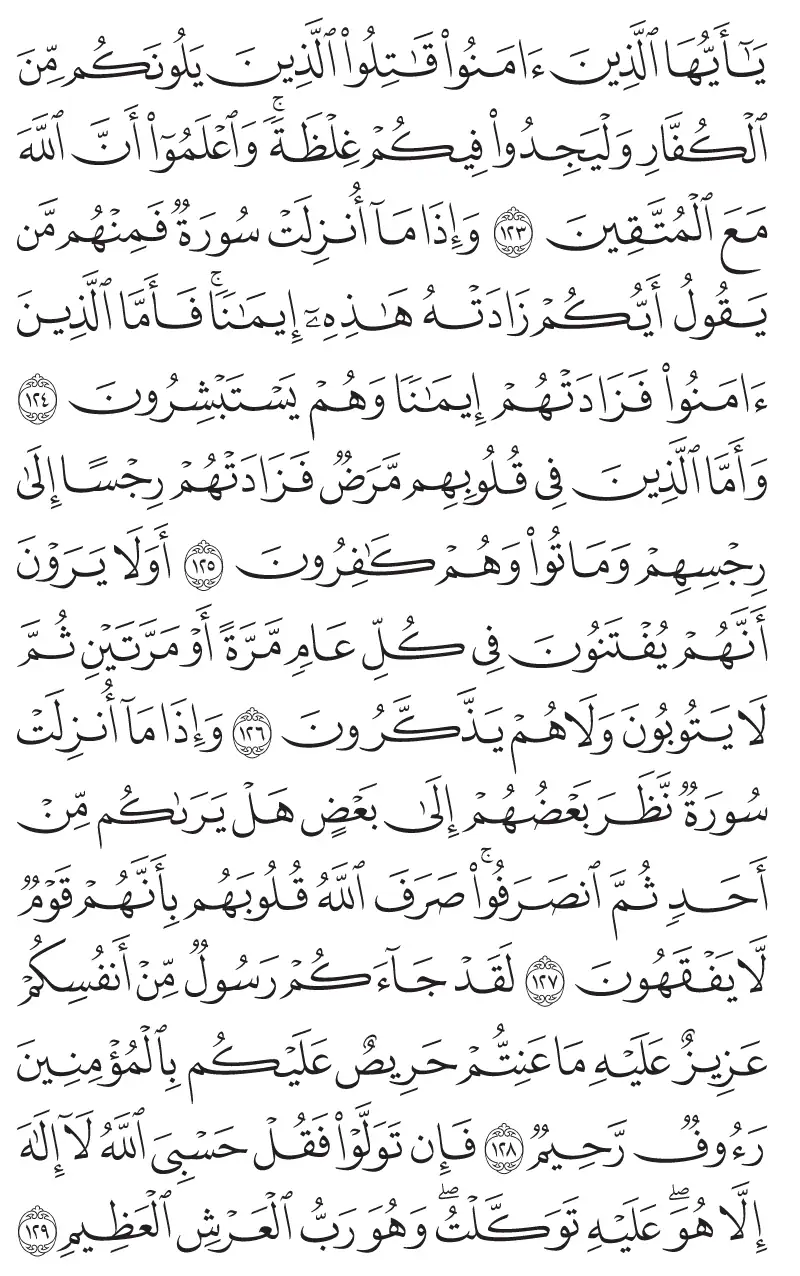 يَـٰٓأَيُّهَا ٱلَّذِينَ ءَامَنُوا۟ قَـٰتِلُوا۟ ٱلَّذِينَ يَلُونَكُم مِّنَ
ٱلْكُفَّارِ وَلْيَجِدُوا۟ فِيكُمْ غِلْظَةً ۚ وَٱعْلَمُوٓا۟ أَنَّ ٱللَّهَ
مَعَ ٱلْمُتَّقِينَ ١٢٣ وَإِذَا مَآ أُنزِلَتْ سُورَةٌ فَمِنْهُم مَّن
يَقُولُ أَيُّكُمْ زَادَتْهُ هَـٰذِهِۦٓ إِيمَـٰنًا ۚ فَأَمَّا ٱلَّذِينَ
ءَامَنُوا۟ فَزَادَتْهُمْ إِيمَـٰنًا وَهُمْ يَسْتَبْشِرُونَ ١٢٤
وَأَمَّا ٱلَّذِينَ فِى قُلُوبِهِم مَّرَضٌ فَزَادَتْهُمْ رِجْسًا إِلَىٰ
رِجْسِهِمْ وَمَاتُوا۟ وَهُمْ كَـٰفِرُونَ ١٢٥ أَوَلَا يَرَوْنَ
أَنَّهُمْ يُفْتَنُونَ فِى كُلِّ عَامٍ مَّرَّةً أَوْ مَرَّتَيْنِ ثُمَّ
لَا يَتُوبُونَ وَلَا هُمْ يَذَّكَّرُونَ ١٢٦ وَإِذَا مَآ أُنزِلَتْ
سُورَةٌ نَّظَرَ بَعْضُهُمْ إِلَىٰ بَعْضٍ هَلْ يَرَىٰكُم مِّنْ
أَحَدٍ ثُمَّ ٱنصَرَفُوا۟ ۚ صَرَفَ ٱللَّهُ قُلُوبَهُم بِأَنَّهُمْ قَوْمٌ
لَّا يَفْقَهُونَ ١٢٧ لَقَدْ جَآءَكُمْ رَسُولٌ مِّنْ أَنفُسِكُمْ
عَزِيزٌ عَلَيْهِ مَا عَنِتُّمْ حَرِيصٌ عَلَيْكُم بِٱلْمُؤْمِنِينَ
رَءُوفٌ رَّحِيمٌ ١٢٨ فَإِن تَوَلَّوْا۟ فَقُلْ حَسْبِىَ ٱللَّهُ لَآ إِلَـٰهَ
إِلَّا هُوَ ۖ عَلَيْهِ تَوَكَّلْتُ ۖ وَهُوَ رَبُّ ٱلْعَرْشِ ٱلْعَظِيمِ ١٢٩